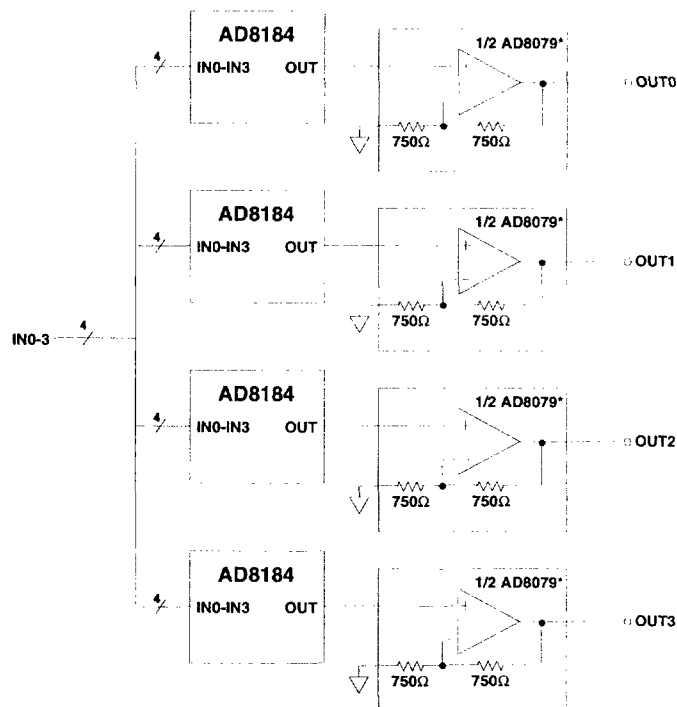 AD8184
1/2 AD8079*
4
IN0-IN3 OUT
+
OUT0
750Ω 750Ω
AD8184
1/2 AD8079*
4
IN0-IN3 OUT
+
OUT1
750Ω 750Ω
IN0-3
4
AD8184
1/2 AD8079*
4
IN0-IN3 OUT
+
OUT2
750Ω 750Ω
AD8184
1/2 AD8079*
4
IN0-IN3 OUT
+
OUT3
750Ω 750Ω